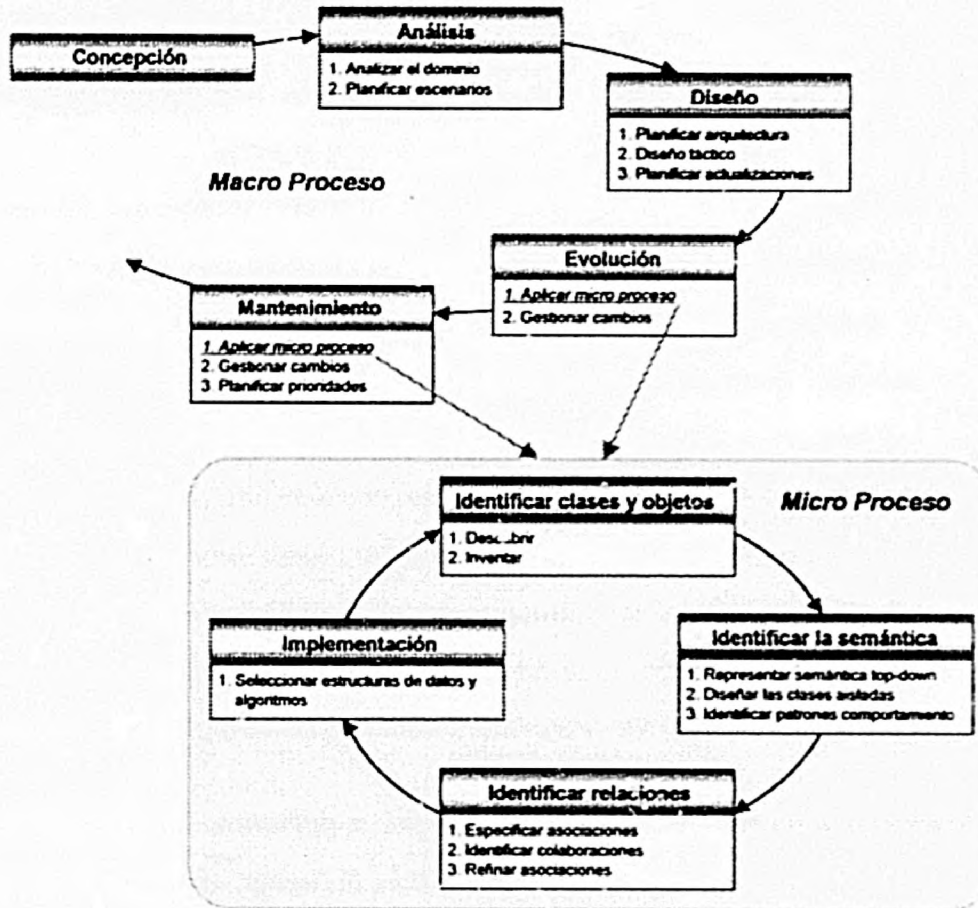 Concepción
Análisis
1. Analizar el dominio
2. Planificar escenarios
Diseño
1. Planificar arquitectura
2. Diseño táctico
3. Planificar actualizaciones
Macro Proceso
Evolución
1. Aplicar micro proceso
2. Gestionar cambios
Mantenimiento
1. Aplicar micro proceso
2. Gestionar cambios
3. Planificar prioridades
Micro Proceso
Identificar clases y objetos
1.
2. Inventar
Identificar la semántica
1. Representar semántica top-down
2. Diseñar las clases aisladas
3. Identificar patrones comportamiento
Identificar relaciones
1. Especificar asociaciones
2. Identificar colaboraciones
3. Refinar asociaciones
Implementación
1. Seleccionar estructuras de datos y
algoritmos